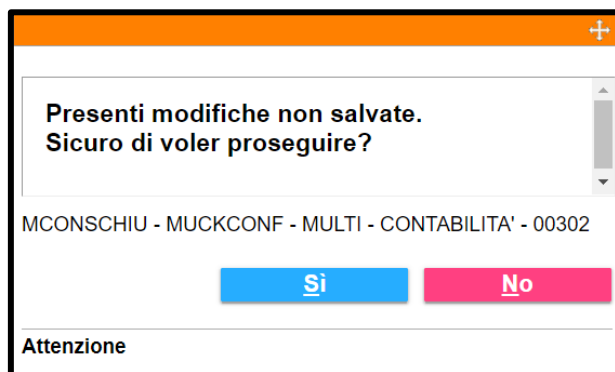 Presenti modifiche non salvate.
Sicuro di voler proseguire?
MCONSCHIU - MUCKCONF - MULTI - CONTABILITA' - 00302
Sì
No
Attenzione